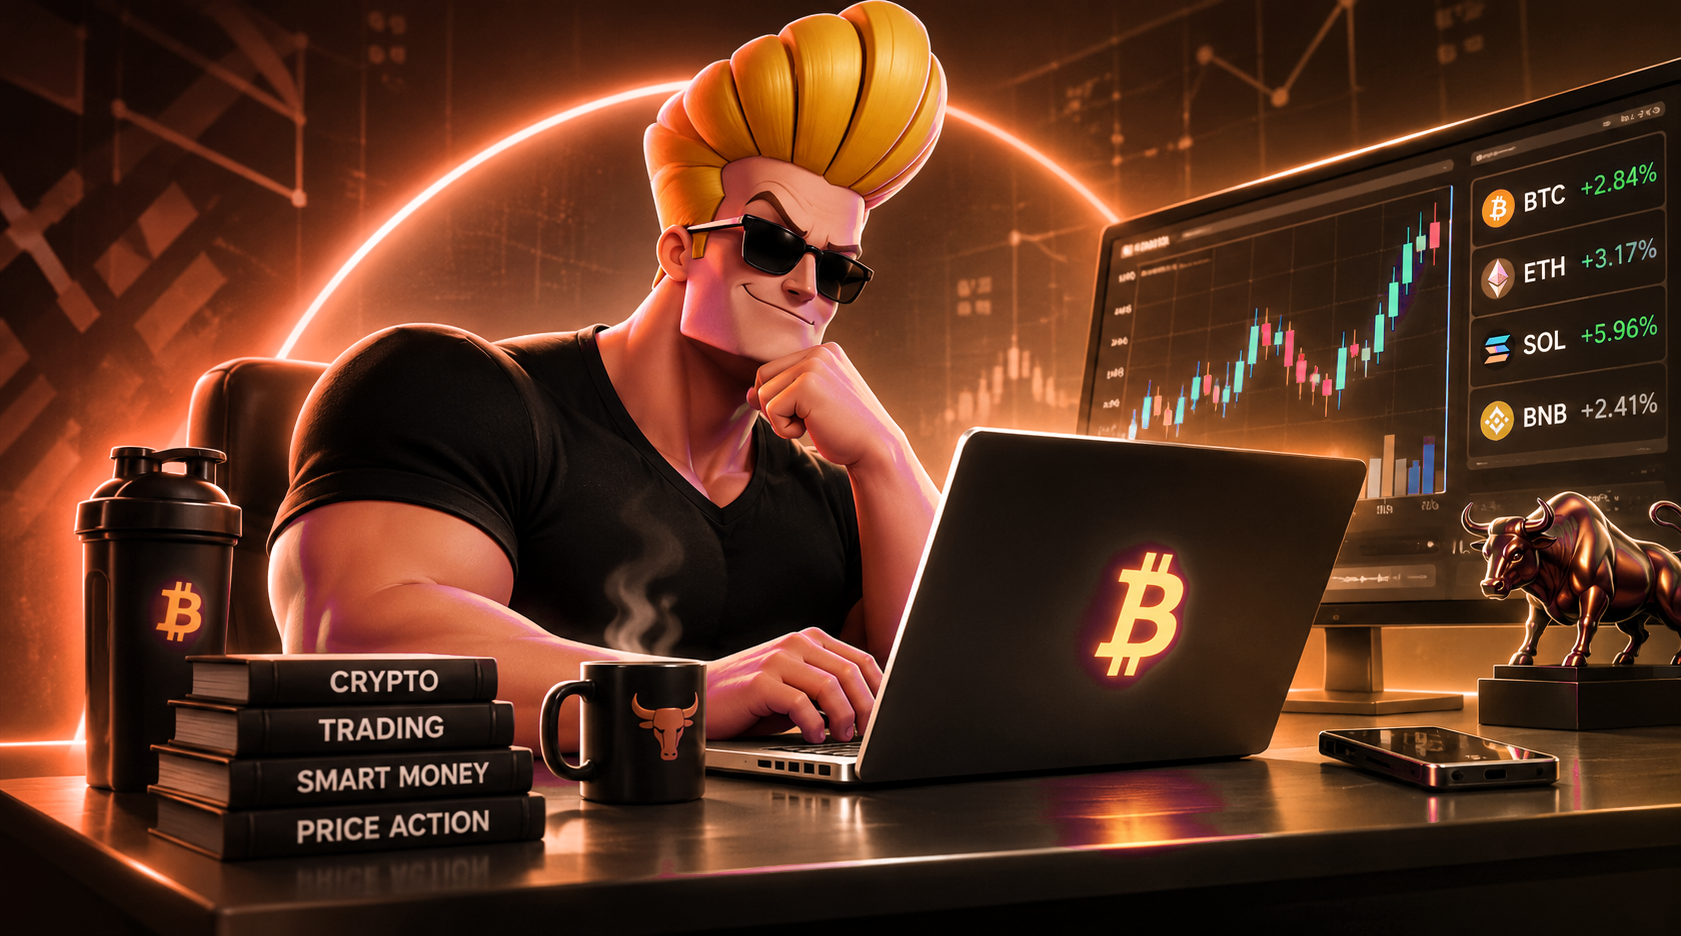 BTC +2.84%
ETH +3.17%
SOL +5.96%
BNB +2.41%
CRYPTO
TRADING
SMART MONEY
PRICE ACTION